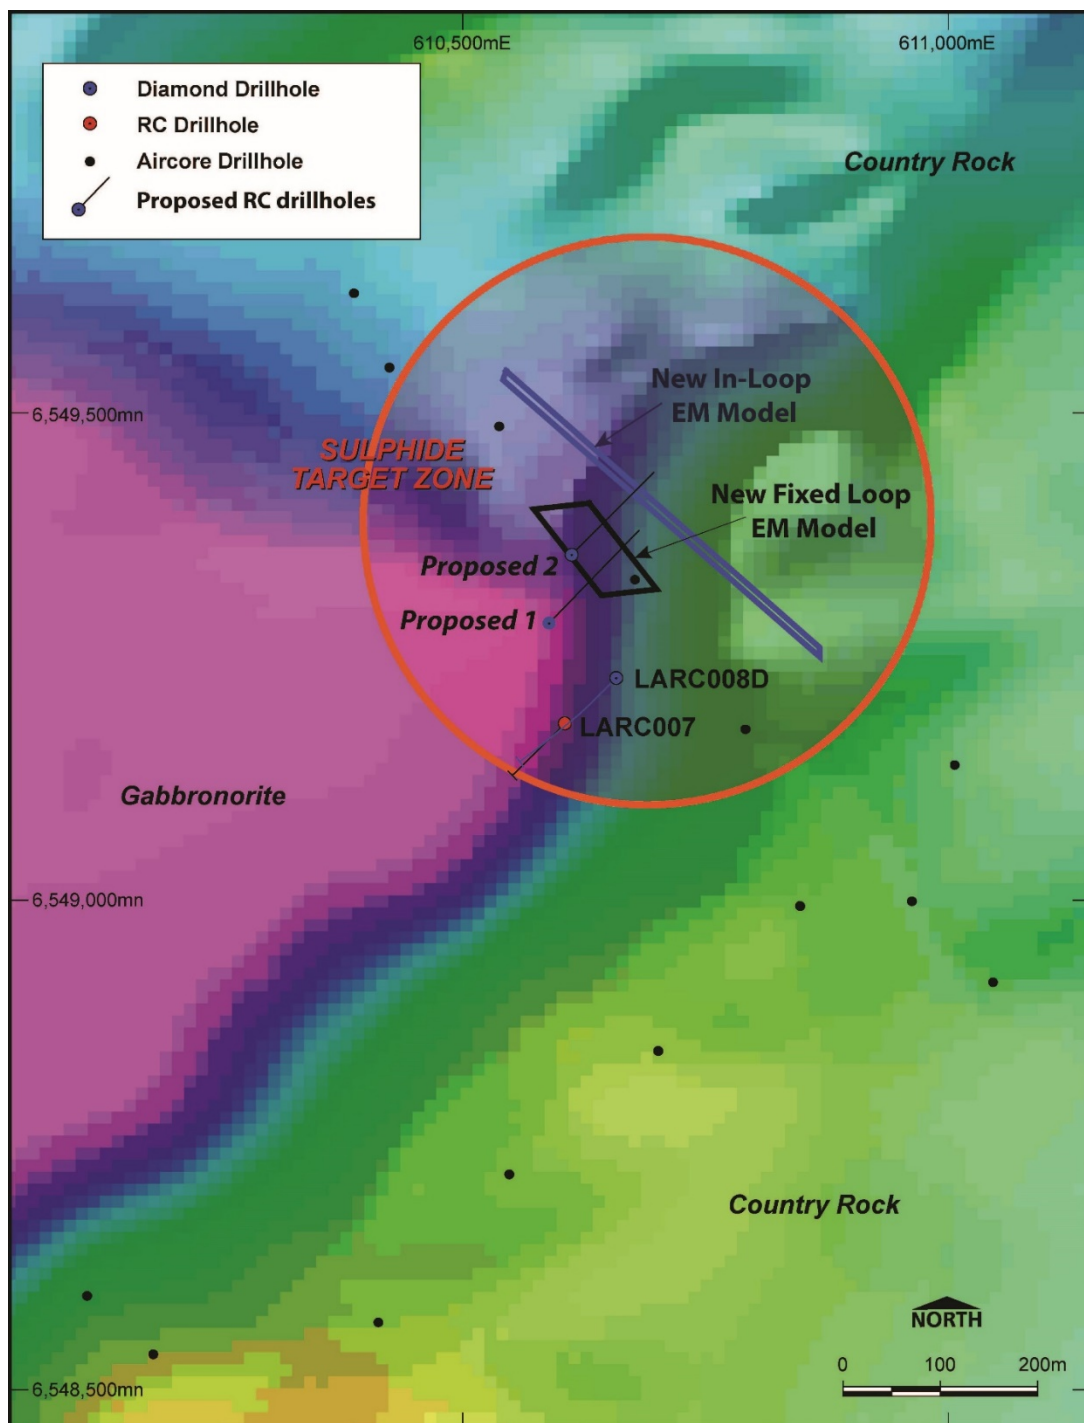 610,500mE
611,000mE
Diamond Drillhole
RC Drillhole
Aircore Drillhole
Proposed RC drillholes
Country Rock
New In-Loop
EM Model
6,549,500mn
SULPHIDE
TARGET ZONE
New Fixed Loop
EM Model
Proposed 2
Proposed 1
LARC008D
LARC007
Gabbronorite
6,549,000mn
Country Rock
NORTH
0 100 200m
6,548,500mn